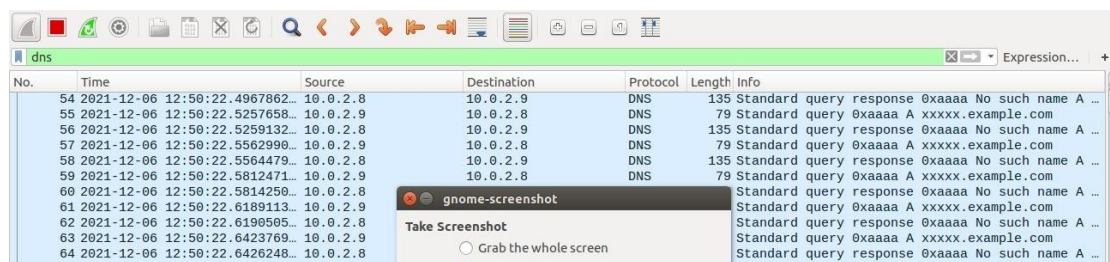 dns
Expression... +
No. Time Source Destination Protocol Length Info
54 2021-12-06 12:50:22.4967862… 10.0.2.8 10.0.2.9 DNS 135 Standard query response 0xaaaa No such name A …
55 2021-12-06 12:50:22.5257658… 10.0.2.9 10.0.2.8 DNS 79 Standard query 0xaaaa A xxxxx.example.com
56 2021-12-06 12:50:22.5259132… 10.0.2.8 10.0.2.9 DNS 135 Standard query response 0xaaaa No such name A …
57 2021-12-06 12:50:22.5562990… 10.0.2.9 10.0.2.8 DNS 79 Standard query 0xaaaa A xxxxx.example.com
58 2021-12-06 12:50:22.5564479… 10.0.2.8 10.0.2.9 DNS 135 Standard query response 0xaaaa No such name A …
59 2021-12-06 12:50:22.5812471… 10.0.2.9 10.0.2.8 DNS 79 Standard query 0xaaaa A xxxxx.example.com
60 2021-12-06 12:50:22.5814250… 10.0.2.8 Standard query response 0xaaaa No such name A …
gnome-screenshot
61 2021-12-06 12:50:22.6189113… 10.0.2.9 Standard query 0xaaaa A xxxxx.example.com
62 2021-12-06 12:50:22.6190505… 10.0.2.8 Standard query response 0xaaaa No such name A …
Take Screenshot
63 2021-12-06 12:50:22.6423769… 10.0.2.9 Standard query 0xaaaa A xxxxx.example.com
Grab the whole screen
64 2021-12-06 12:50:22.6426248… 10.0.2.8 Standard query response 0xaaaa No such name A …